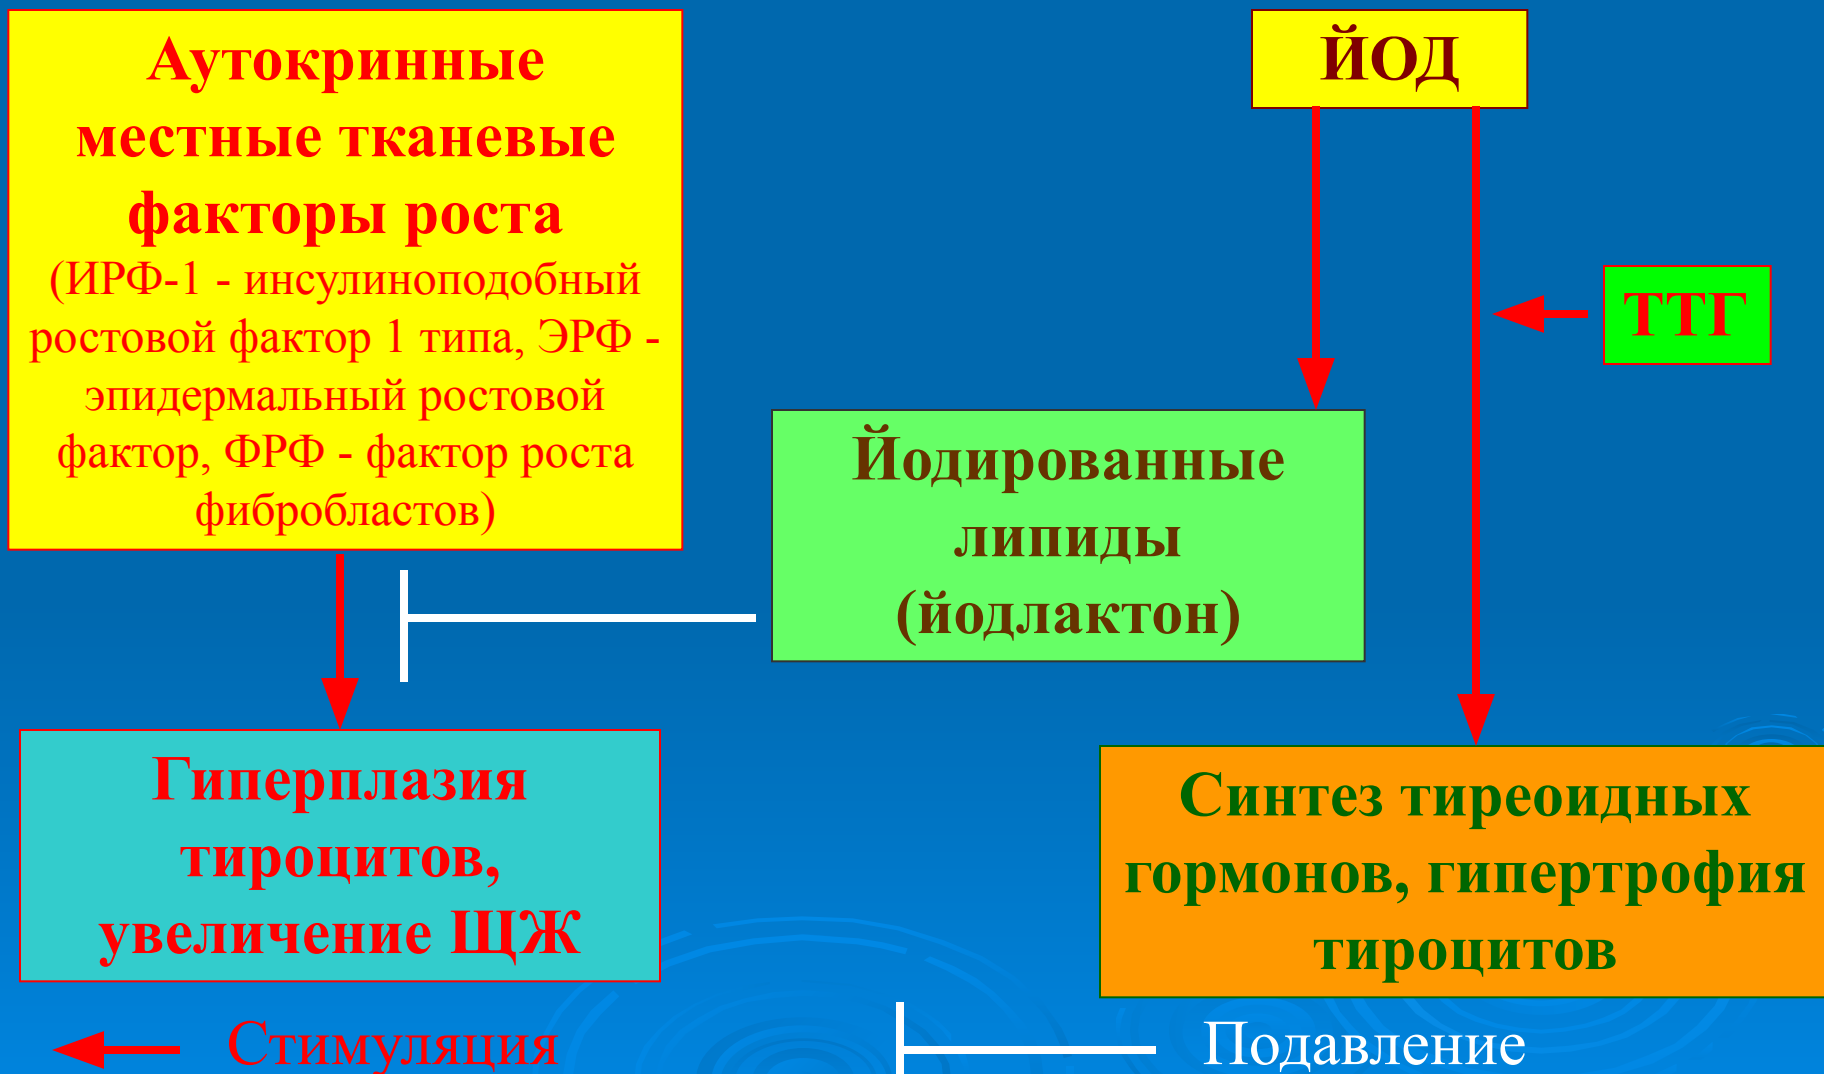 Аутокринные
местные тканевые
факторы роста
(ИРФ-1 - инсулиноподобный
ростовой фактор 1 типа, ЭРФ -
эпидермальный ростовой
фактор, ФРФ - фактор роста
фибробластов)
ЙОД
ТТГ
Йодированные
липиды
(йодлактон)
Гиперплазия
тироцитов,
увеличение ЩЖ
Синтез тиреоидных
гормонов, гипертрофия
тироцитов
Стимуляция
Подавление